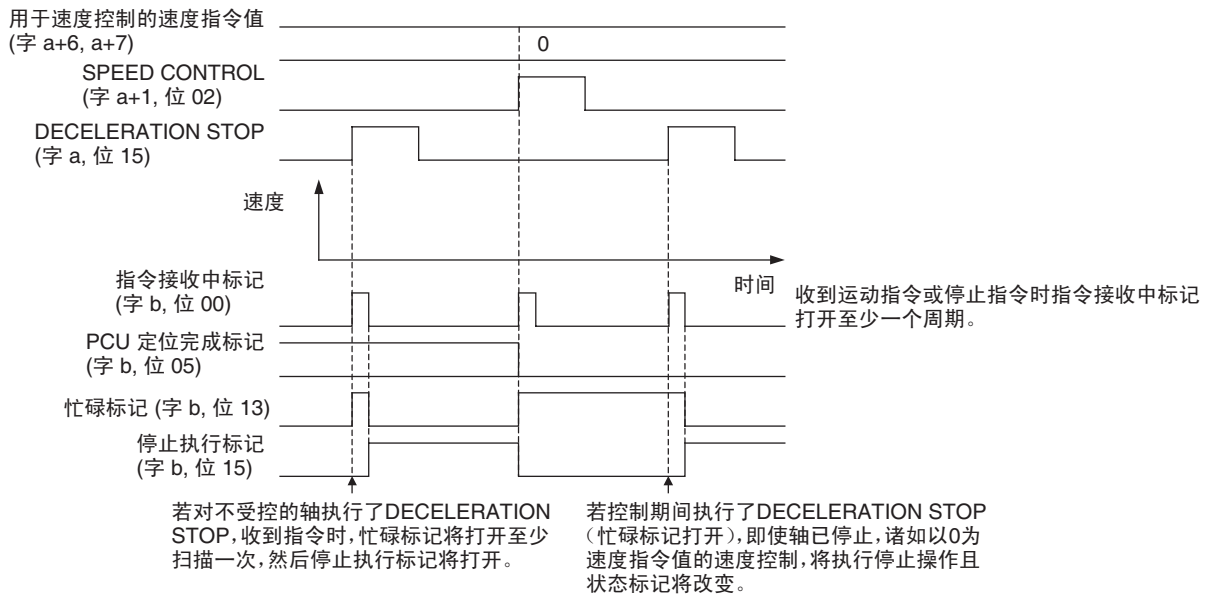 用于速度控制的速度指令值
(字 a+6, a+7)
0
SPEED CONTROL
(字 a+1, 位 02)
DECELERATION STOP
(字 a, 位 15)
速度
时间
指令接收中标记
(字 b, 位 00)
收到运动指令或停止指令时指令接收中标记
打开至少一个周期。
PCU 定位完成标记
(字 b, 位 05)
忙碌标记 (字 b, 位 13)
停止执行标记
(字 b, 位 15)
若对不受控的轴执行了DECELERATION
STOP，收到指令时，忙碌标记将打开至少
扫描一次，然后停止执行标记将打开。
若控制期间执行了DECELERATION STOP
（忙碌标记打开），即使轴已停止，诸如以0为
速度指令值的速度控制，将执行停止操作且
状态标记将改变。